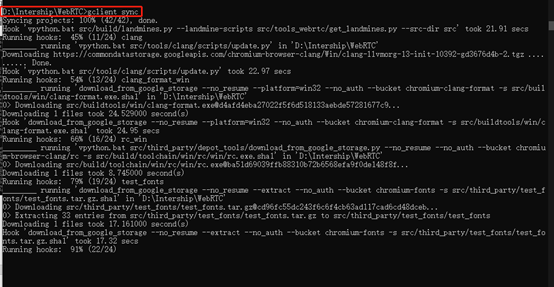 D:\Intership\WebRTC>gclient sync
Syncing projects: 100% (42/42), done.
Hook 'vpython.bat src/build/landmines.py --landmine-scripts src/tools_webrtc/get_landmines.py --src-dir src' took 21.91 secs
Running hooks: 45% (11/24) clang
________ running 'vpython.bat src/tools/clang/scripts/update.py' in 'D:\Intership\WebRTC'
Downloading https://commondatastorage.googleapis.com/chromium-browser-clang/Win/clang-llvmorg-13-init-10392-gd3676d4b-2.tgz ....
.......... Done.
Hook 'vpython.bat src/tools/clang/scripts/update.py' took 22.97 secs
Running hooks: 54% (13/24) clang_format_win
________ running 'download_from_google_storage --no_resume --platform=win32 --no_auth --bucket chromium-clang-format -s src/buil
dtools/win/clang-format.exe.sha1' in 'D:\Intership\WebRTC'
0> Downloading src/buildtools/win/clang-format.exe@d4afd4eba27022f5f6d518133aebde57281677c9...
Downloading 1 files took 24.529000 second(s)
Hook 'download_from_google_storage --no_resume --platform=win32 --no_auth --bucket chromium-clang-format -s src/buildtools/win/c
lang-format.exe.sha1' took 24.95 secs
Running hooks: 66% (16/24) rc_win
________ running 'vpython.bat src/third_party/depot_tools/download_from_google_storage.py --no_resume --no_auth --bucket chromiu
m-browser-clang/rc -s src/build/toolchain/win/rc/win/rc.exe.sha1' in 'D:\Intership\WebRTC'
0> Downloading src/build/toolchain/win/rc/win/rc.exe@ba51d69039ffb88310b72b6568efa9f0de148f8f...
Downloading 1 files took 8.745000 second(s)
Running hooks: 79% (19/24) test_fonts
________ running 'download_from_google_storage --no_resume --extract --no_auth --bucket chromium-fonts -s src/third_party/test_f
onts/test_fonts.tar.gz.sha1' in 'D:\Intership\WebRTC'
0> Downloading src/third_party/test_fonts/test_fonts.tar.gz@cd96fc55dc243f6c6f4cb63ad117cad6cd48dceb...
0> Extracting 33 entries from src/third_party/test_fonts/test_fonts.tar.gz to src/third_party/test_fonts/test_fonts
Downloading 1 files took 17.161000 second(s)
Hook 'download_from_google_storage --no_resume --extract --no_auth --bucket chromium-fonts -s src/third_party/test_fonts/test_fo
nts.tar.gz.sha1' took 17.32 secs
Running hooks: 91% (22/24)